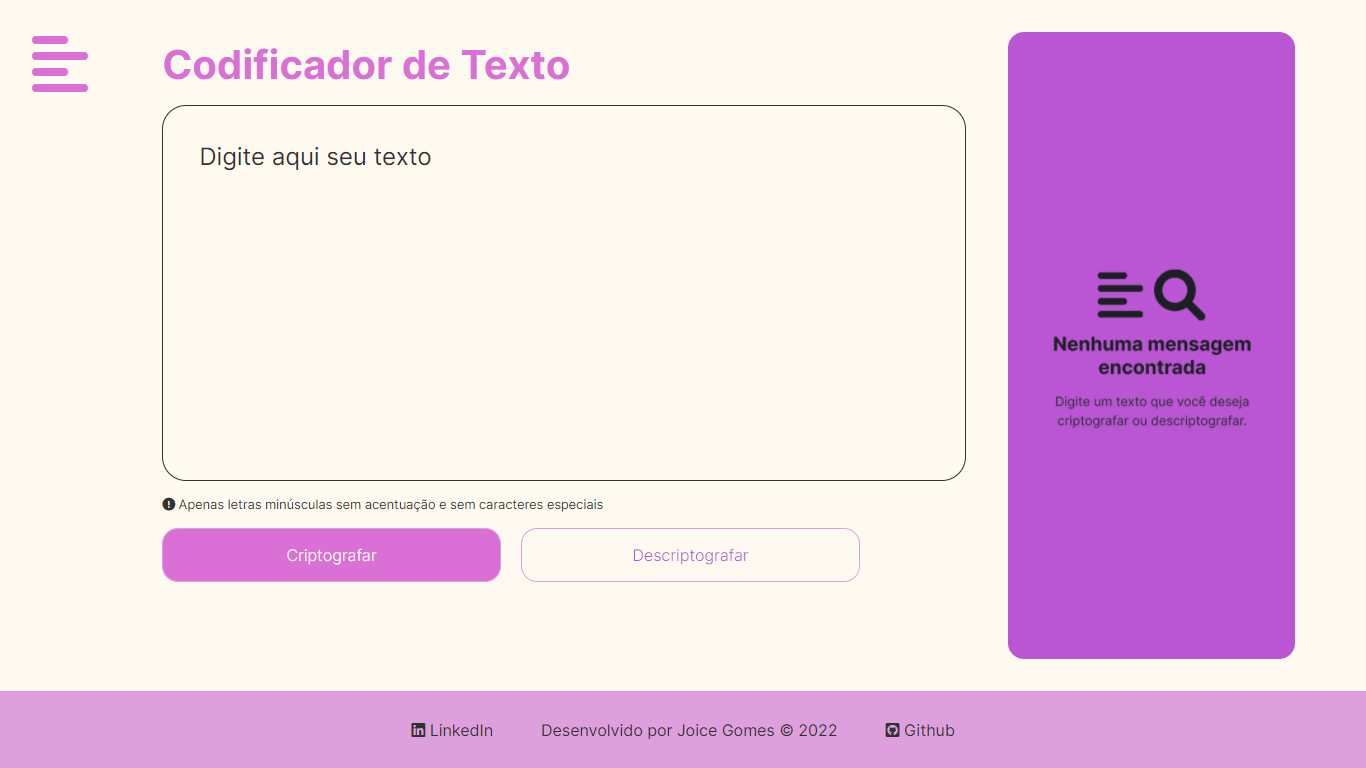 Codificador de Texto
Digite aqui seu texto
Apenas letras minúsculas sem acentuação e sem caracteres especiais
Criptografar
Descriptografar
Nenhuma mensagem
encontrada
Digite um texto que você deseja
criptografar ou descriptografar.
LinkedIn
Desenvolvido por Joice Gomes © 2022
Github